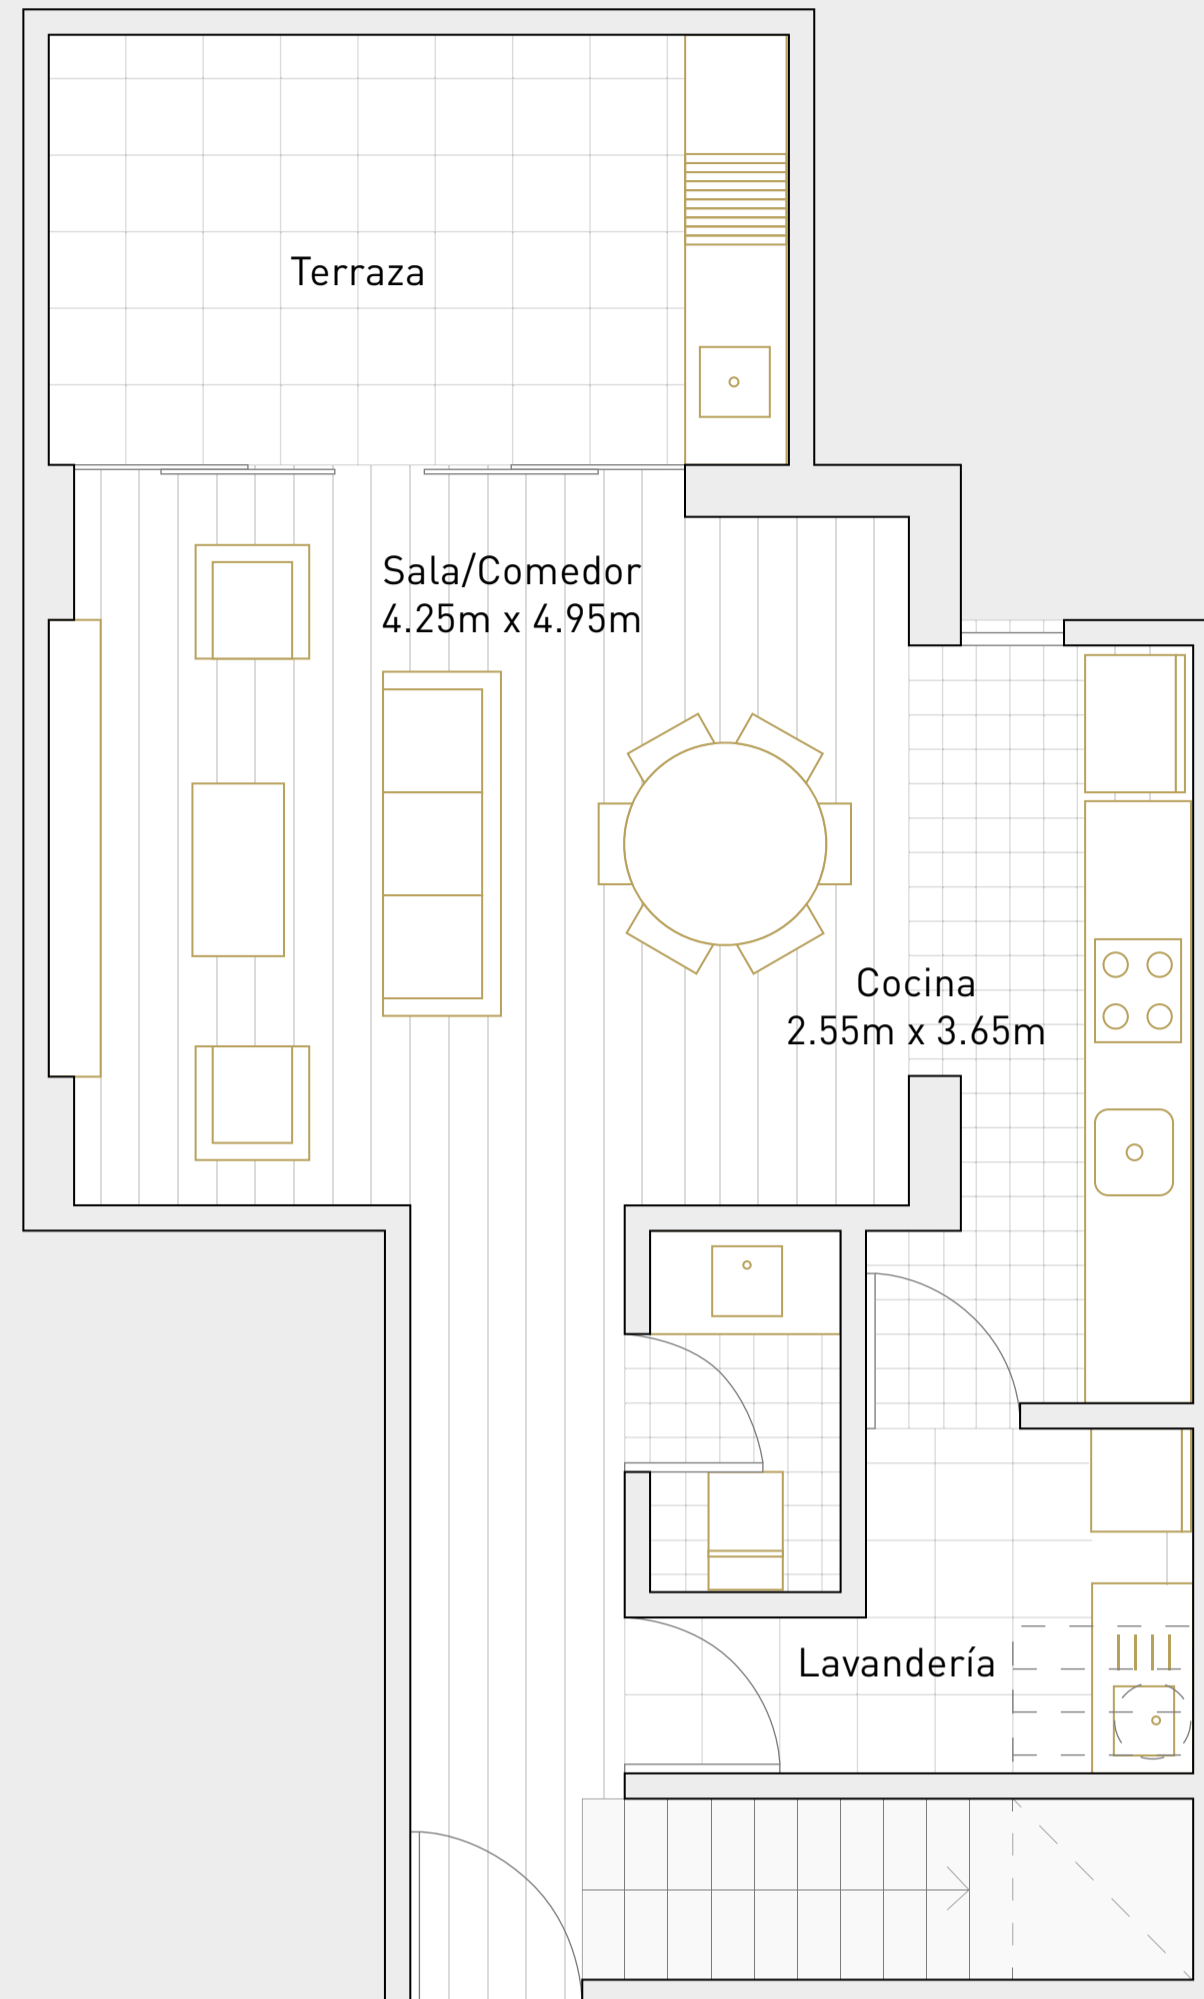 Terraza
Sala/Comedor
4.25m x 4.95m
Cocina
2.55m x 3.65m
Lavandería